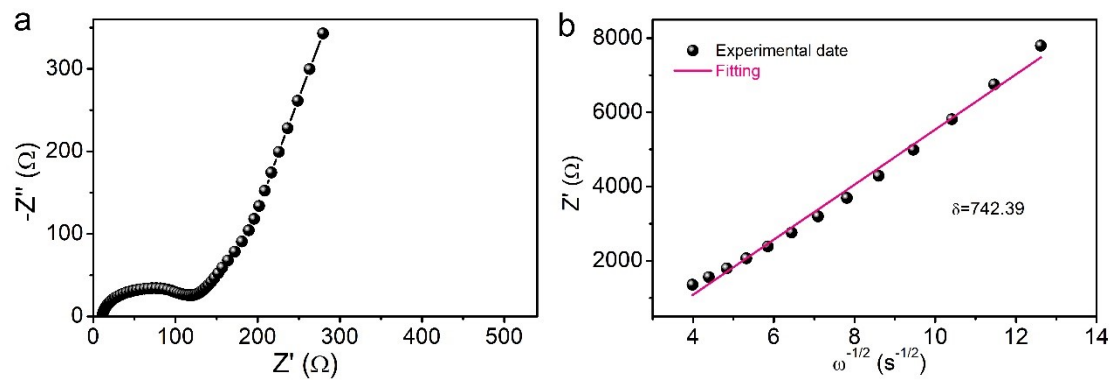 a
-Z'' (Ω)
300
200
100
0
0 100 200 300 400 500
Z' (Ω)
b
Z' (Ω)
8000
6000
4000
2000
Experimental date
Fitting
δ=742.39
4 6 8 10 12 14
ω-1/2 (s-1/2)